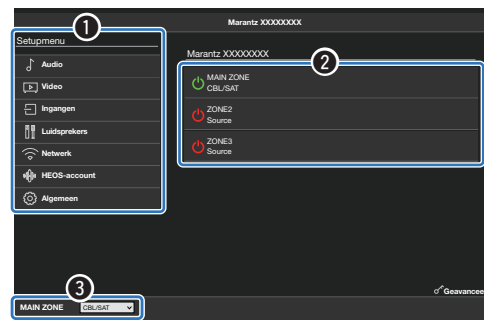 Marantz XXXXXXXX
1
Setupmenu
Audio
Video
Ingangen
Luidsprekers
Netwerk
HEOS-account
Algemeen
Marantz XXXXXXXX
2
MAIN ZONE
CBL/SAT
ZONE2
Source
ZONE3
Source
3
Geavancee
MAIN ZONE CBL/SAT